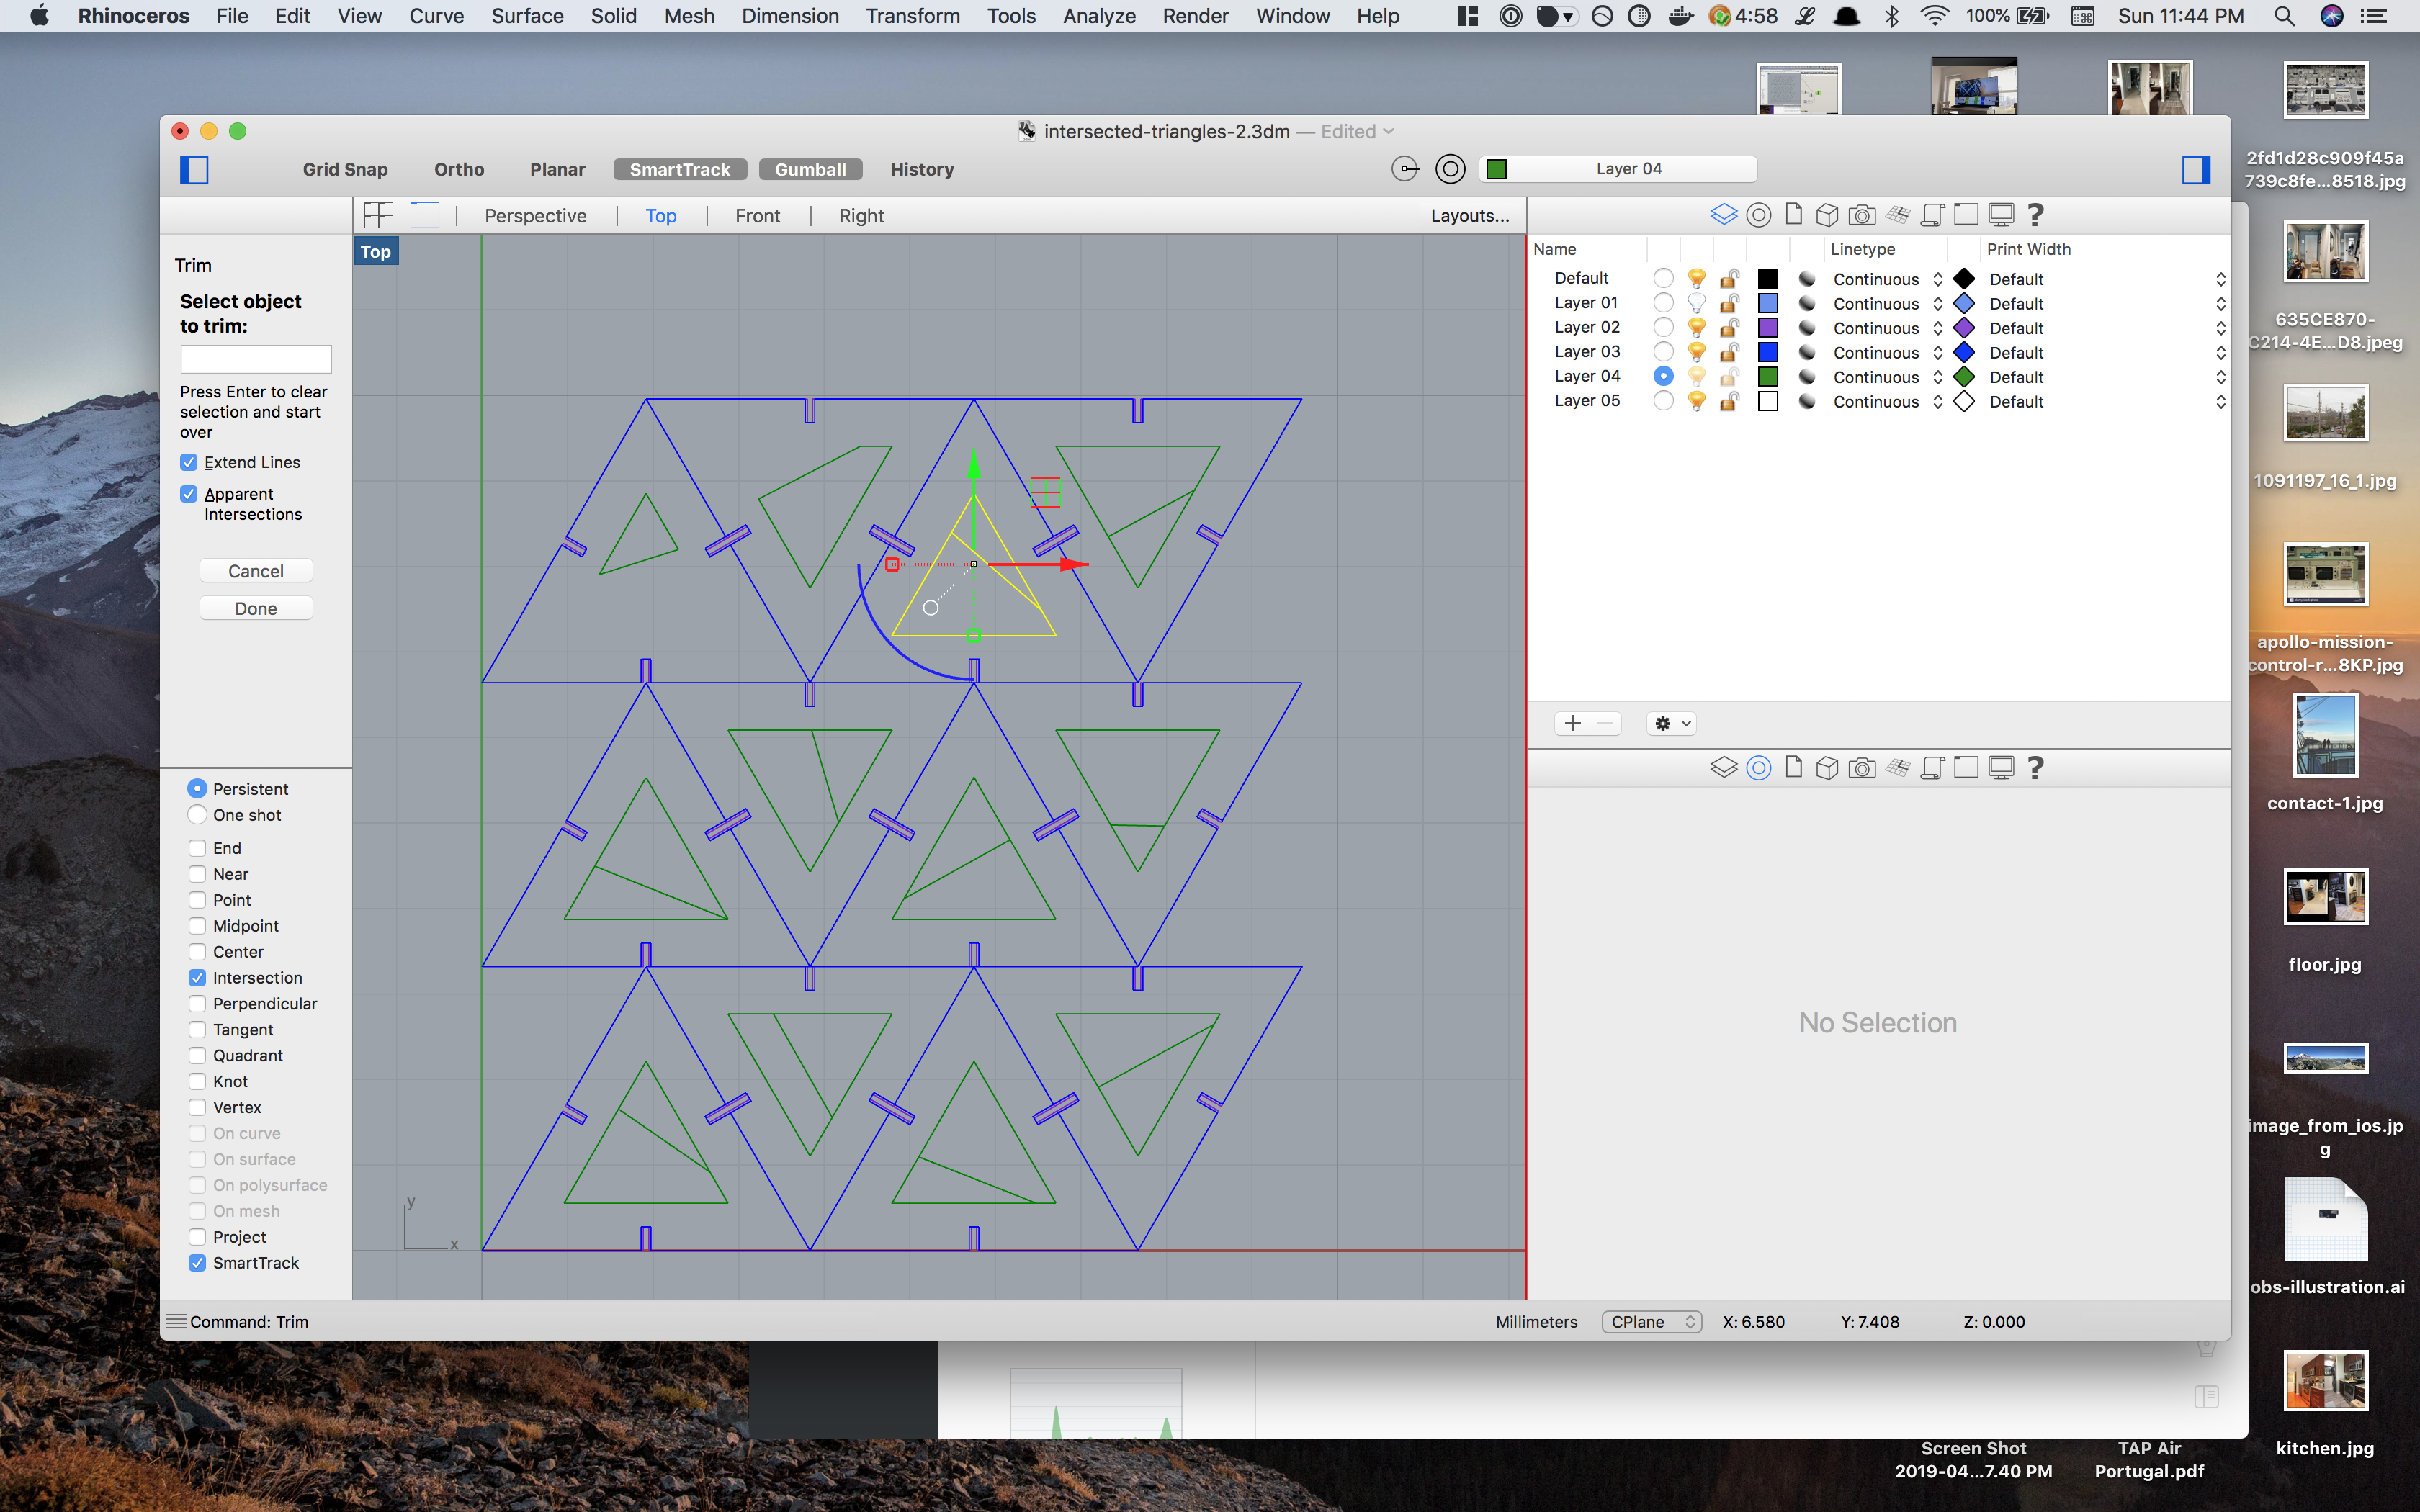 Rhinoceros File Edit View Curve Surface Solid Mesh Dimension Transform Tools Analyze Render Window Help 4:58 100% Sun 11:44 PM
intersected-triangles-2.3dm — Edited
Grid Snap Ortho Planar SmartTrack Gumball History Layer 04
Perspective Top Front Right Layouts...
Top
Trim
Select object
to trim:
Press Enter to clear
selection and start
over
Extend Lines
Apparent
Intersections
Cancel
Done
Persistent
One shot
End
Near
Point
Midpoint
Center
Intersection
Perpendicular
Tangent
Quadrant
Knot
Vertex
On curve
On surface
On polysurface
On mesh
Project
SmartTrack
y
x
Name Linetype Print Width
Default Continuous Default
Layer 01 Continuous Default
Layer 02 Continuous Default
Layer 03 Continuous Default
Layer 04 Continuous Default
Layer 05 Continuous Default
No Selection
Command: Trim Millimeters CPlane X: 6.580 Y: 7.408 Z: 0.000
2fd1d28c909f45a
739c8fe...8518.jpg
635CE870-
C214-4E...D8.jpeg
1091197_16_1.jpg
apollo-mission-
control-r...8KP.jpg
contact-1.jpg
floor.jpg
image_from_ios.jp
g
jobs-illustration.ai
kitchen.jpg
Screen Shot
2019-04...7.40 PM
TAP Air
Portugal.pdf